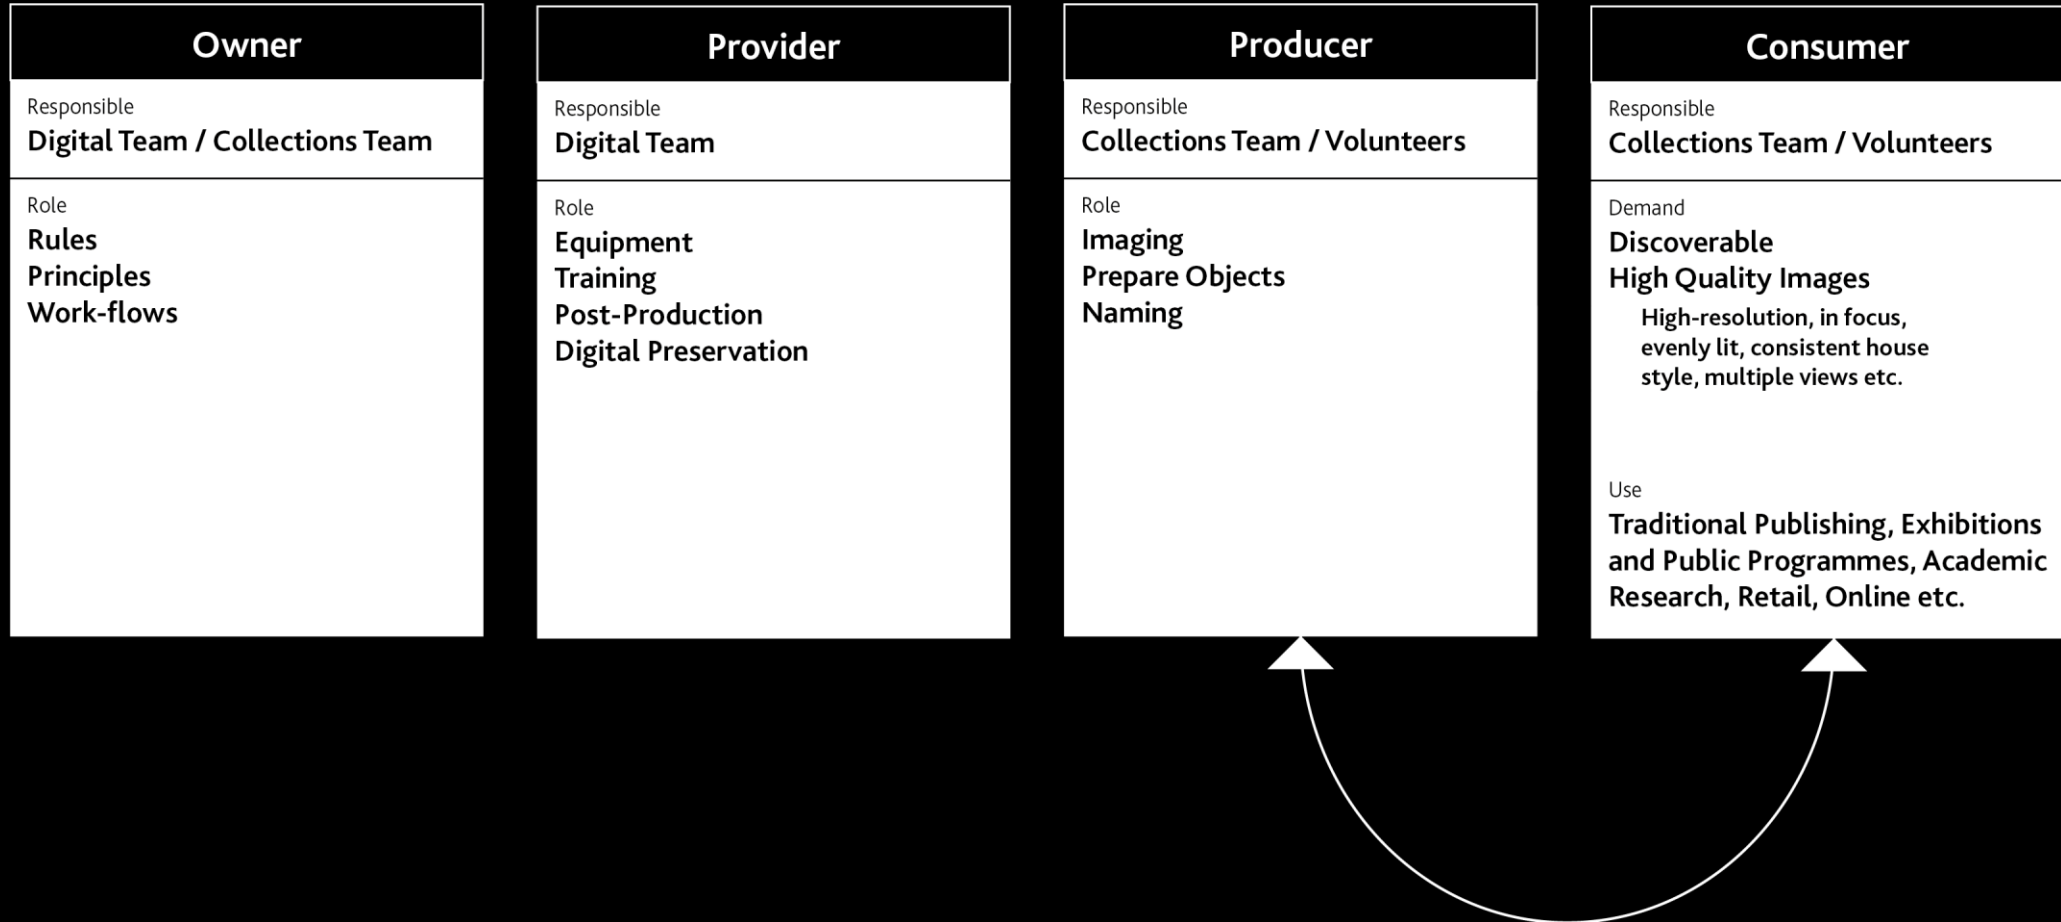 Owner
Responsible
Digital Team / Collections Team
Role
Rules
Principles
Work-flows
Provider
Responsible
Digital Team
Role
Equipment
Training
Post-Production
Digital Preservation
Producer
Responsible
Collections Team / Volunteers
Role
Imaging
Prepare Objects
Naming
Consumer
Responsible
Collections Team / Volunteers
Demand
Discoverable
High Quality Images
High-resolution, in focus,
evenly lit, consistent house
style, multiple views etc.
Use
Traditional Publishing, Exhibitions
and Public Programmes, Academic
Research, Retail, Online etc.